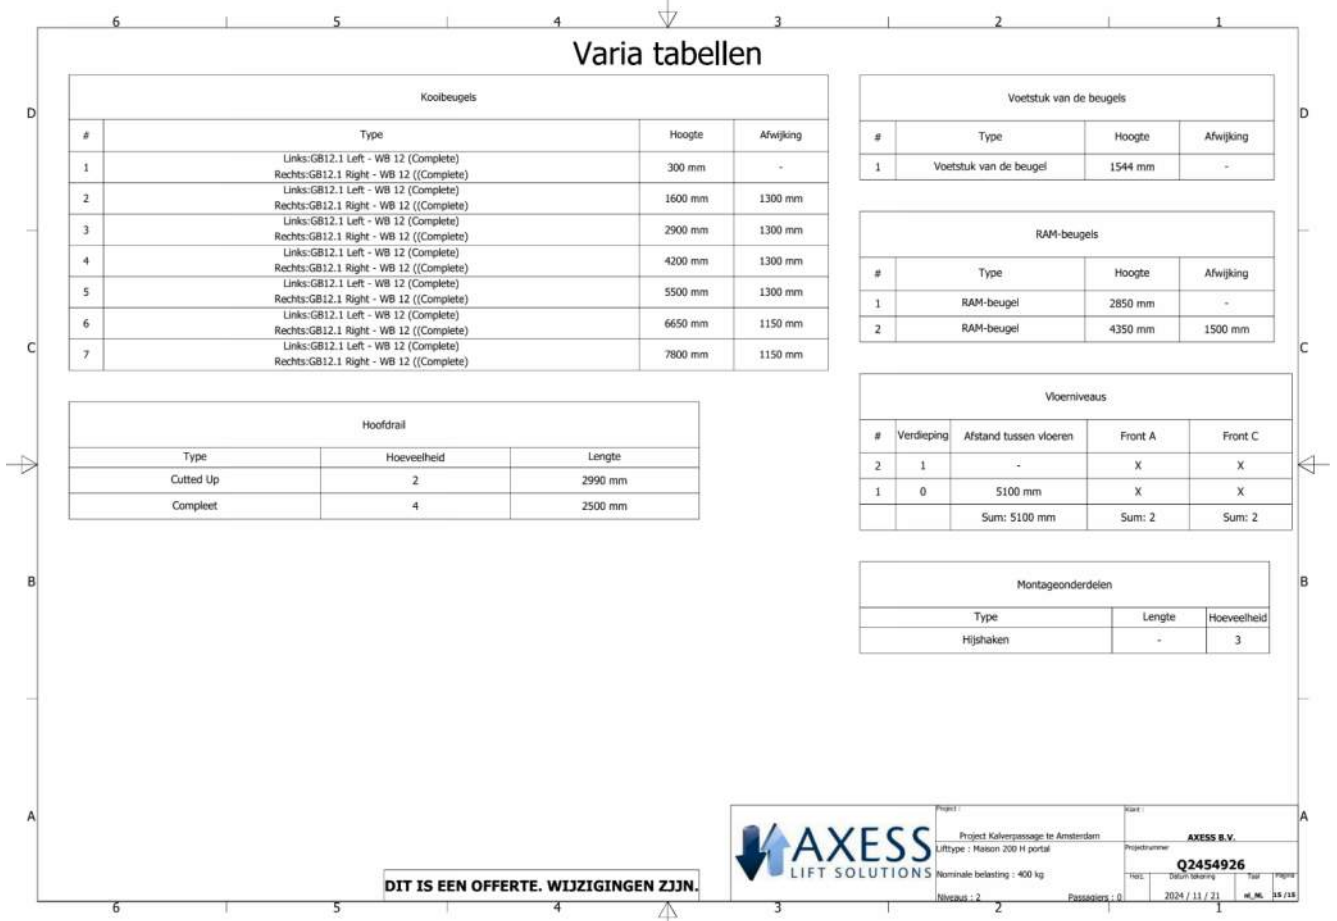 6 5 4 3 2 1
Varia tabellen
D D
Kooibeugels
# Type Hoogte Afwijking
1 Links:GB12.1 Left - WB 12 (Complete)
Rechts:GB12.1 Right - WB 12 ((Complete) 300 mm -
2 Links:GB12.1 Left - WB 12 (Complete)
Rechts:GB12.1 Right - WB 12 ((Complete) 1600 mm 1300 mm
3 Links:GB12.1 Left - WB 12 (Complete)
Rechts:GB12.1 Right - WB 12 ((Complete) 2900 mm 1300 mm
4 Links:GB12.1 Left - WB 12 (Complete)
Rechts:GB12.1 Right - WB 12 ((Complete) 4200 mm 1300 mm
5 Links:GB12.1 Left - WB 12 (Complete)
Rechts:GB12.1 Right - WB 12 ((Complete) 5500 mm 1300 mm
6 Links:GB12.1 Left - WB 12 (Complete)
Rechts:GB12.1 Right - WB 12 ((Complete) 6650 mm 1150 mm
7 Links:GB12.1 Left - WB 12 (Complete)
Rechts:GB12.1 Right - WB 12 ((Complete) 7800 mm 1150 mm
Hoofdrail
Type Hoeveelheid Lengte
Cutted Up 2 2990 mm
Compleet 4 2500 mm
Voetstuk van de beugels
# Type Hoogte Afwijking
1 Voetstuk van de beugel 1544 mm -
RAM-beugels
# Type Hoogte Afwijking
1 RAM-beugel 2850 mm -
2 RAM-beugel 4350 mm 1500 mm
C C
Vloerniveaus
# Verdieping Afstand tussen vloeren Front A Front C
2 1 - X X
1 0 5100 mm X X
Sum: 5100 mm Sum: 2 Sum: 2
B B
Montageonderdelen
Type Lengte Hoeveelheid
Hijshaken - 3
A A
DIT IS EEN OFFERTE. WIJZIGINGEN ZJJN.
AXESS
LIFT SOLUTIONS
Project :
Project Kalverpassage te Amsterdam
Lifttype : Maison 200 H portal
Nominale belasting : 400 kg
Niveaus : 2 Passagiers : 0
Klant :
AXESS B.V.
Projectnummer
Q2454926
Herz. Datum tekening Taal Pagina
2024 / 11 / 21 nl_NL 15 /15
6 5 4 3 2 1